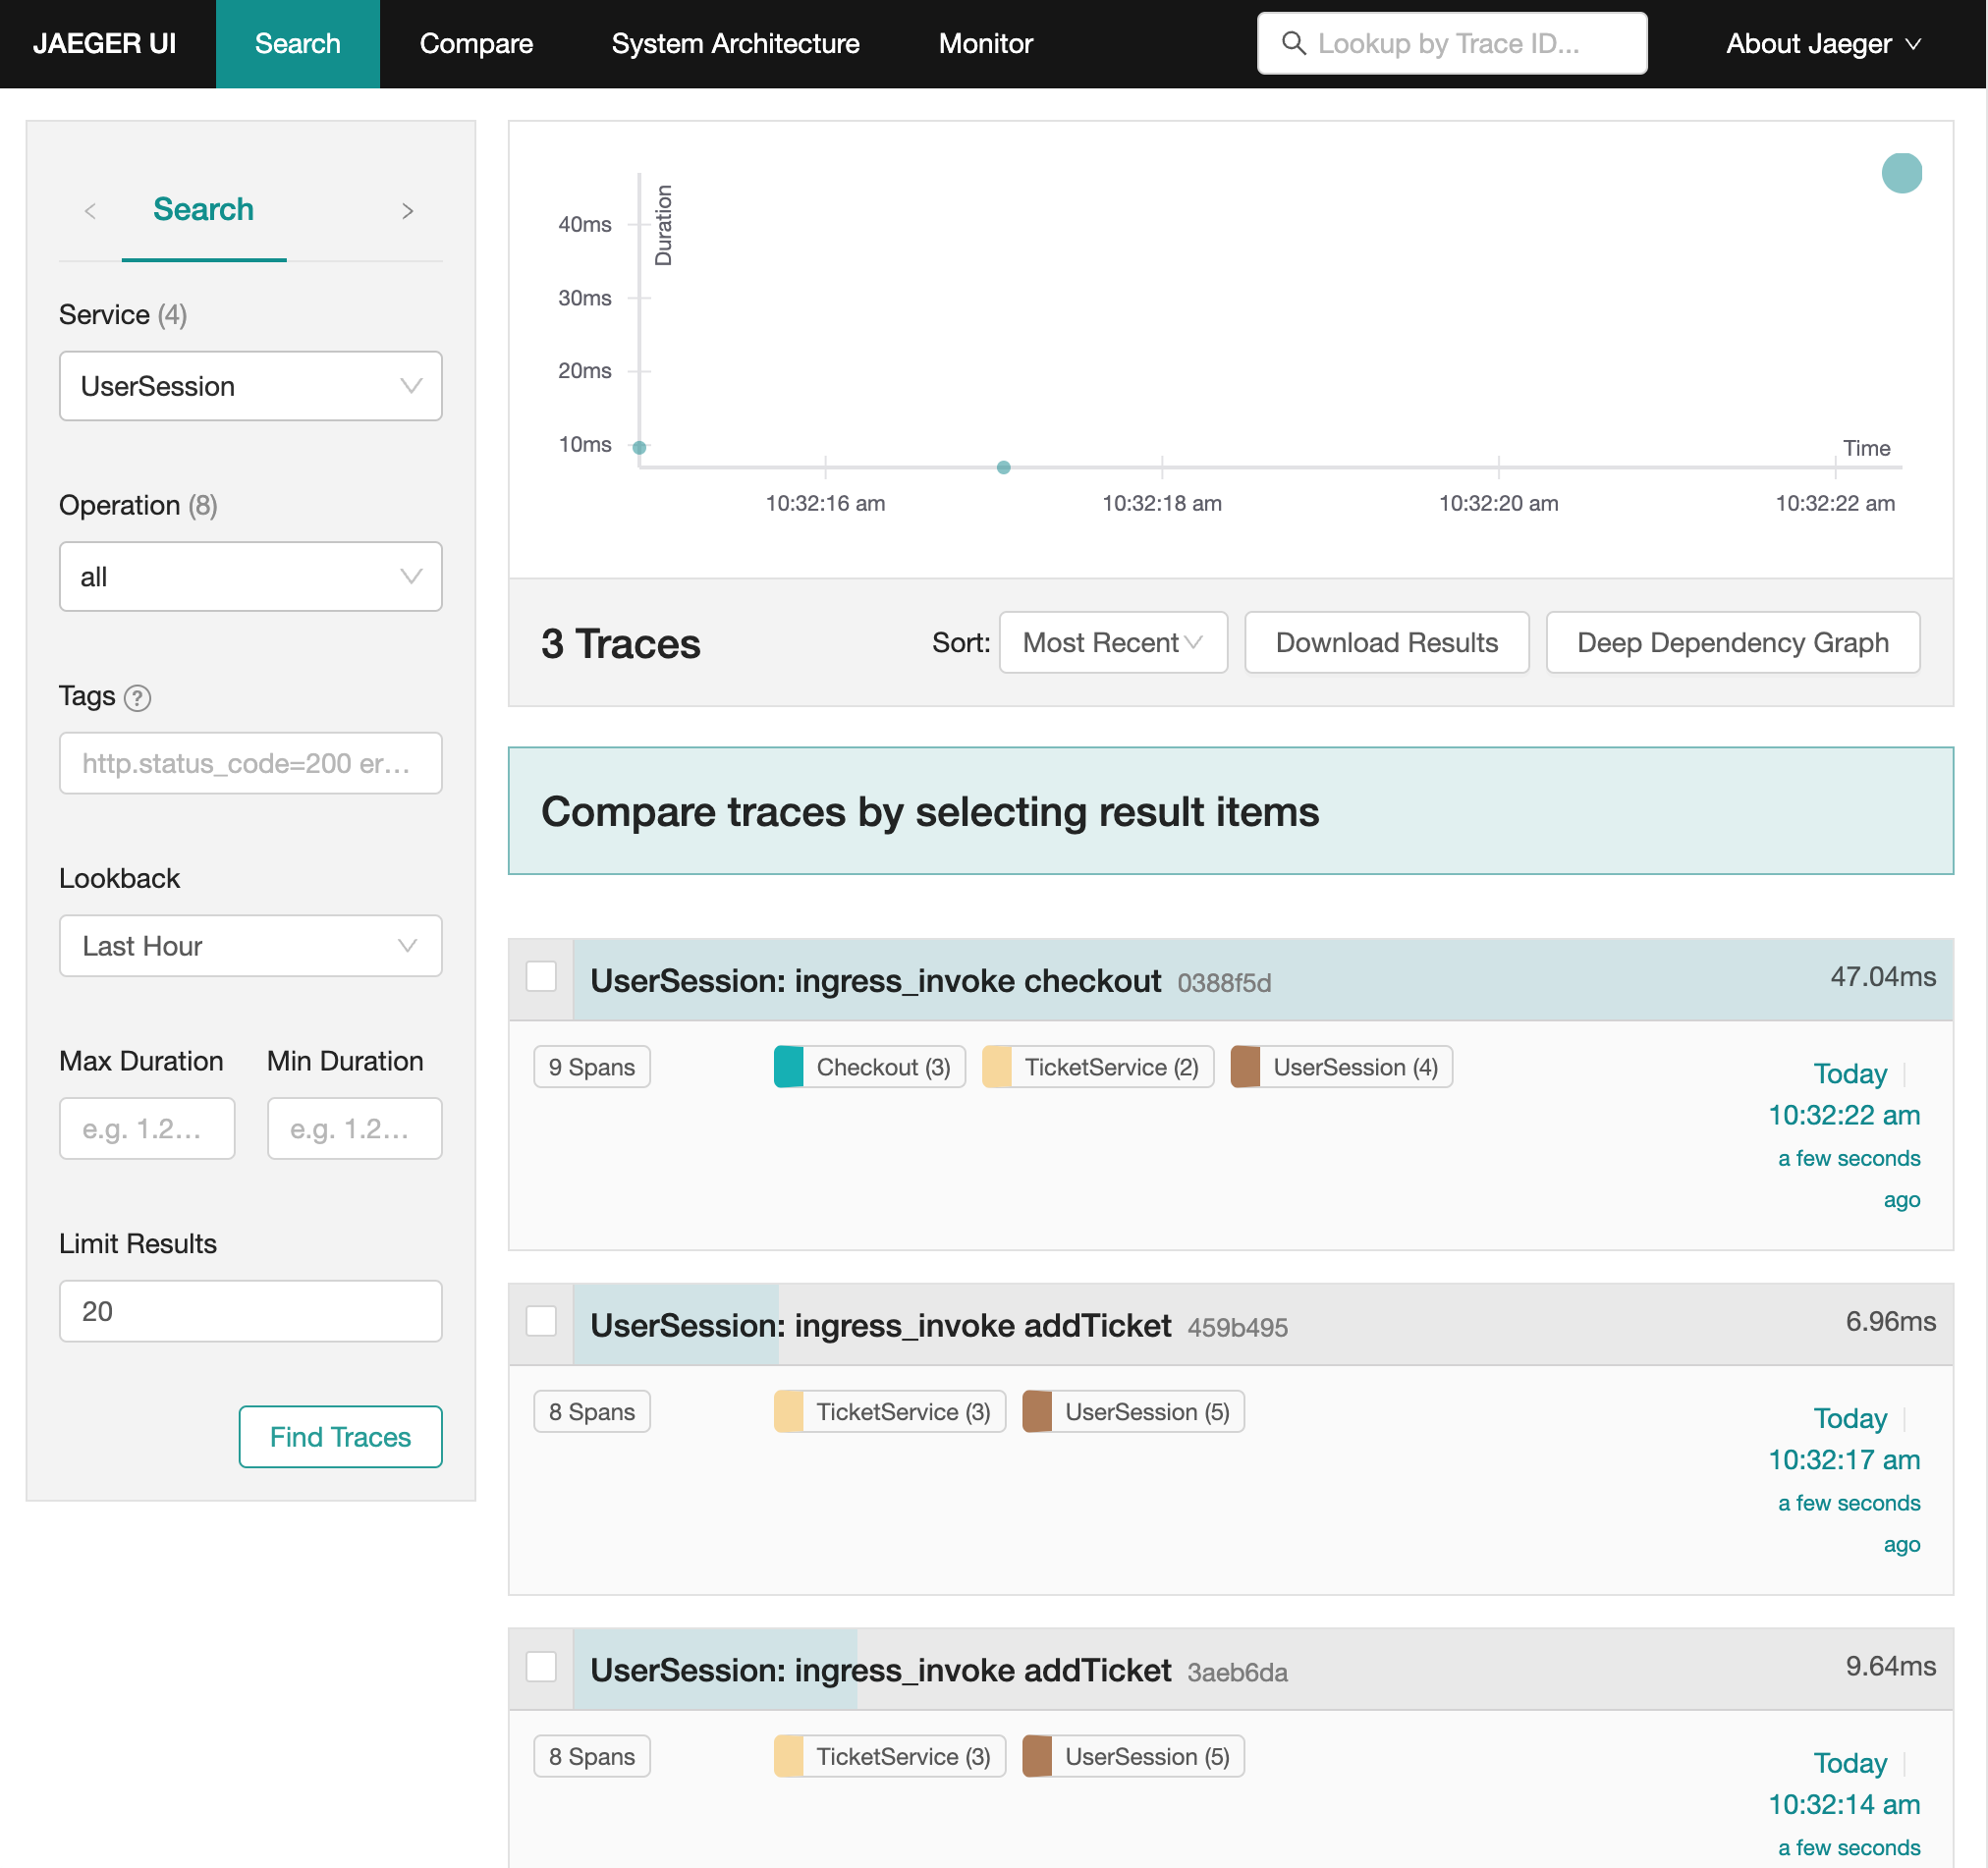 JAEGER UI Search Compare System Architecture Monitor Lookup by Trace ID... About Jaeger
Search
Service (4)
UserSession
Operation (8)
all
Tags ?
http.status_code=200 er...
Lookback
Last Hour
Max Duration Min Duration
e.g. 1.2... e.g. 1.2...
Limit Results
20
Find Traces
Duration
40ms
30ms
20ms
10ms
Time
10:32:16 am 10:32:18 am 10:32:20 am 10:32:22 am
3 Traces Sort: Most Recent Download Results Deep Dependency Graph
Compare traces by selecting result items
UserSession: ingress_invoke checkout 0388f5d 47.04ms
9 Spans Checkout (3) TicketService (2) UserSession (4) Today
10:32:22 am
a few seconds
ago
UserSession: ingress_invoke addTicket 459b495 6.96ms
8 Spans TicketService (3) UserSession (5) Today
10:32:17 am
a few seconds
ago
UserSession: ingress_invoke addTicket 3aeb6da 9.64ms
8 Spans TicketService (3) UserSession (5) Today
10:32:14 am
a few seconds